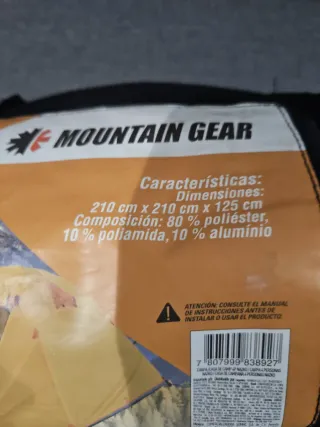 MOUNTAIN GEAR
Características:
Dimensiones:
210 cm x 210 cm x 125 cm
Composición: 80 % poliéster,
10 % poliamida, 10 % aluminio
ATENCIÓN: CONSULTE EL MANUAL
DE INSTRUCCIONES ANTES DE
INSTALAR O USAR EL PRODUCTO.
7 807999 838927